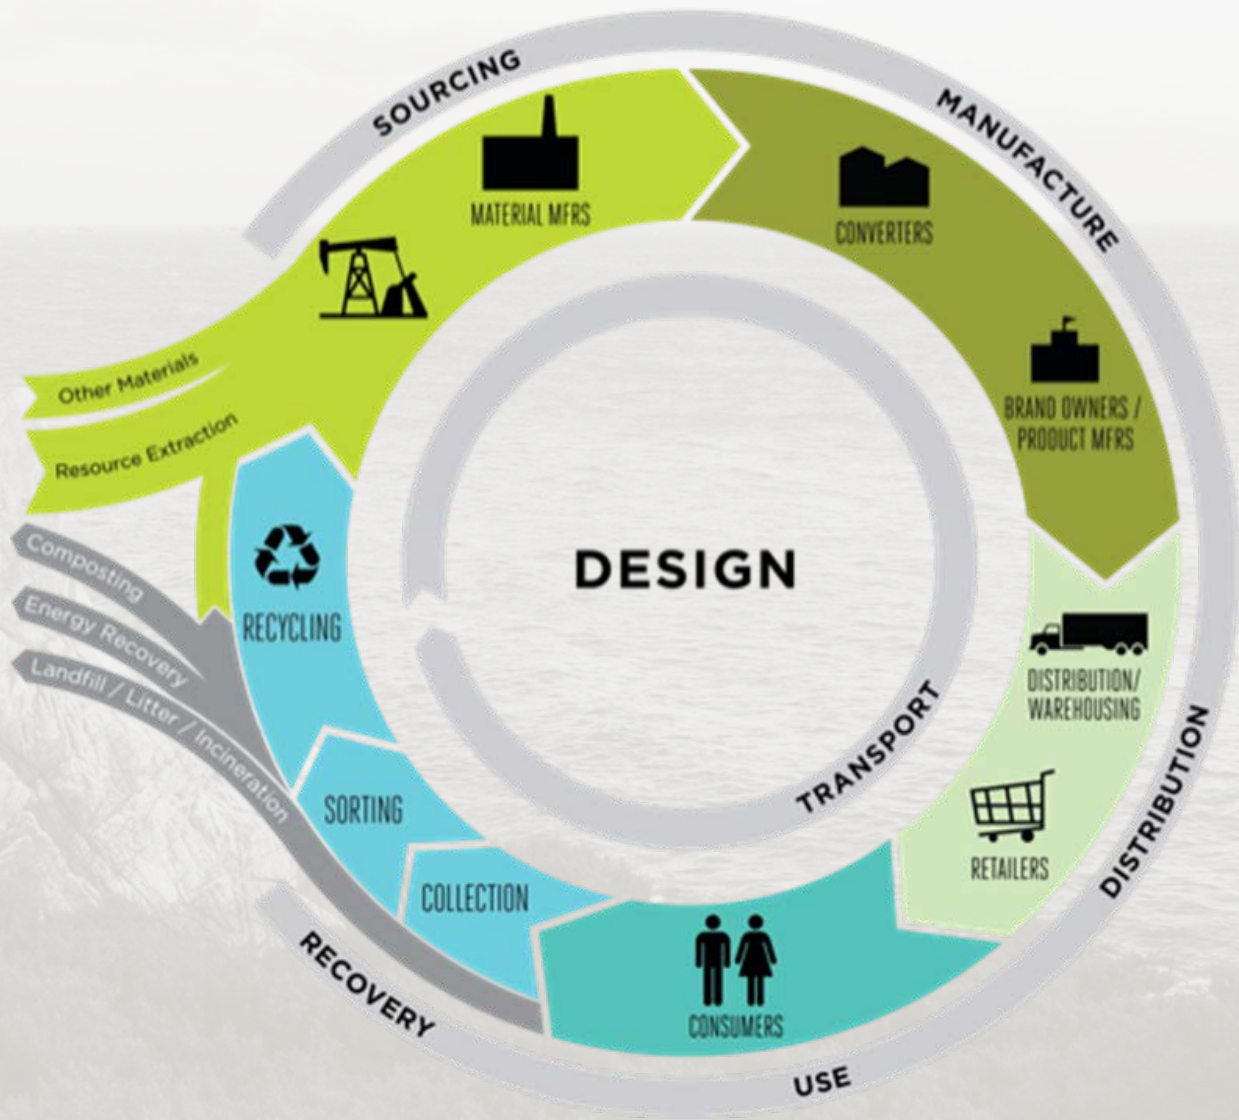 SOURCING
MANUFACTURE
MATERIAL MFRS
CONVERTERS
BRAND OWNERS /
PRODUCT MFRS
Other Materials
Resource Extraction
Composting
Energy Recovery
Landfill / Litter / Incineration
RECYCLING
DESIGN
DISTRIBUTION/
WAREHOUSING
TRANSPORT
DISTRIBUTION
RETAILERS
SORTING
COLLECTION
CONSUMERS
RECOVERY
USE